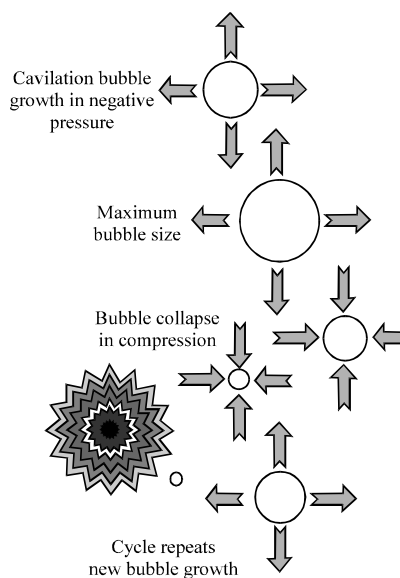 Cavilation bubble
growth in negative
pressure
Maximum
bubble size
Bubble collapse
in compression
Cycle repeats
new bubble growth